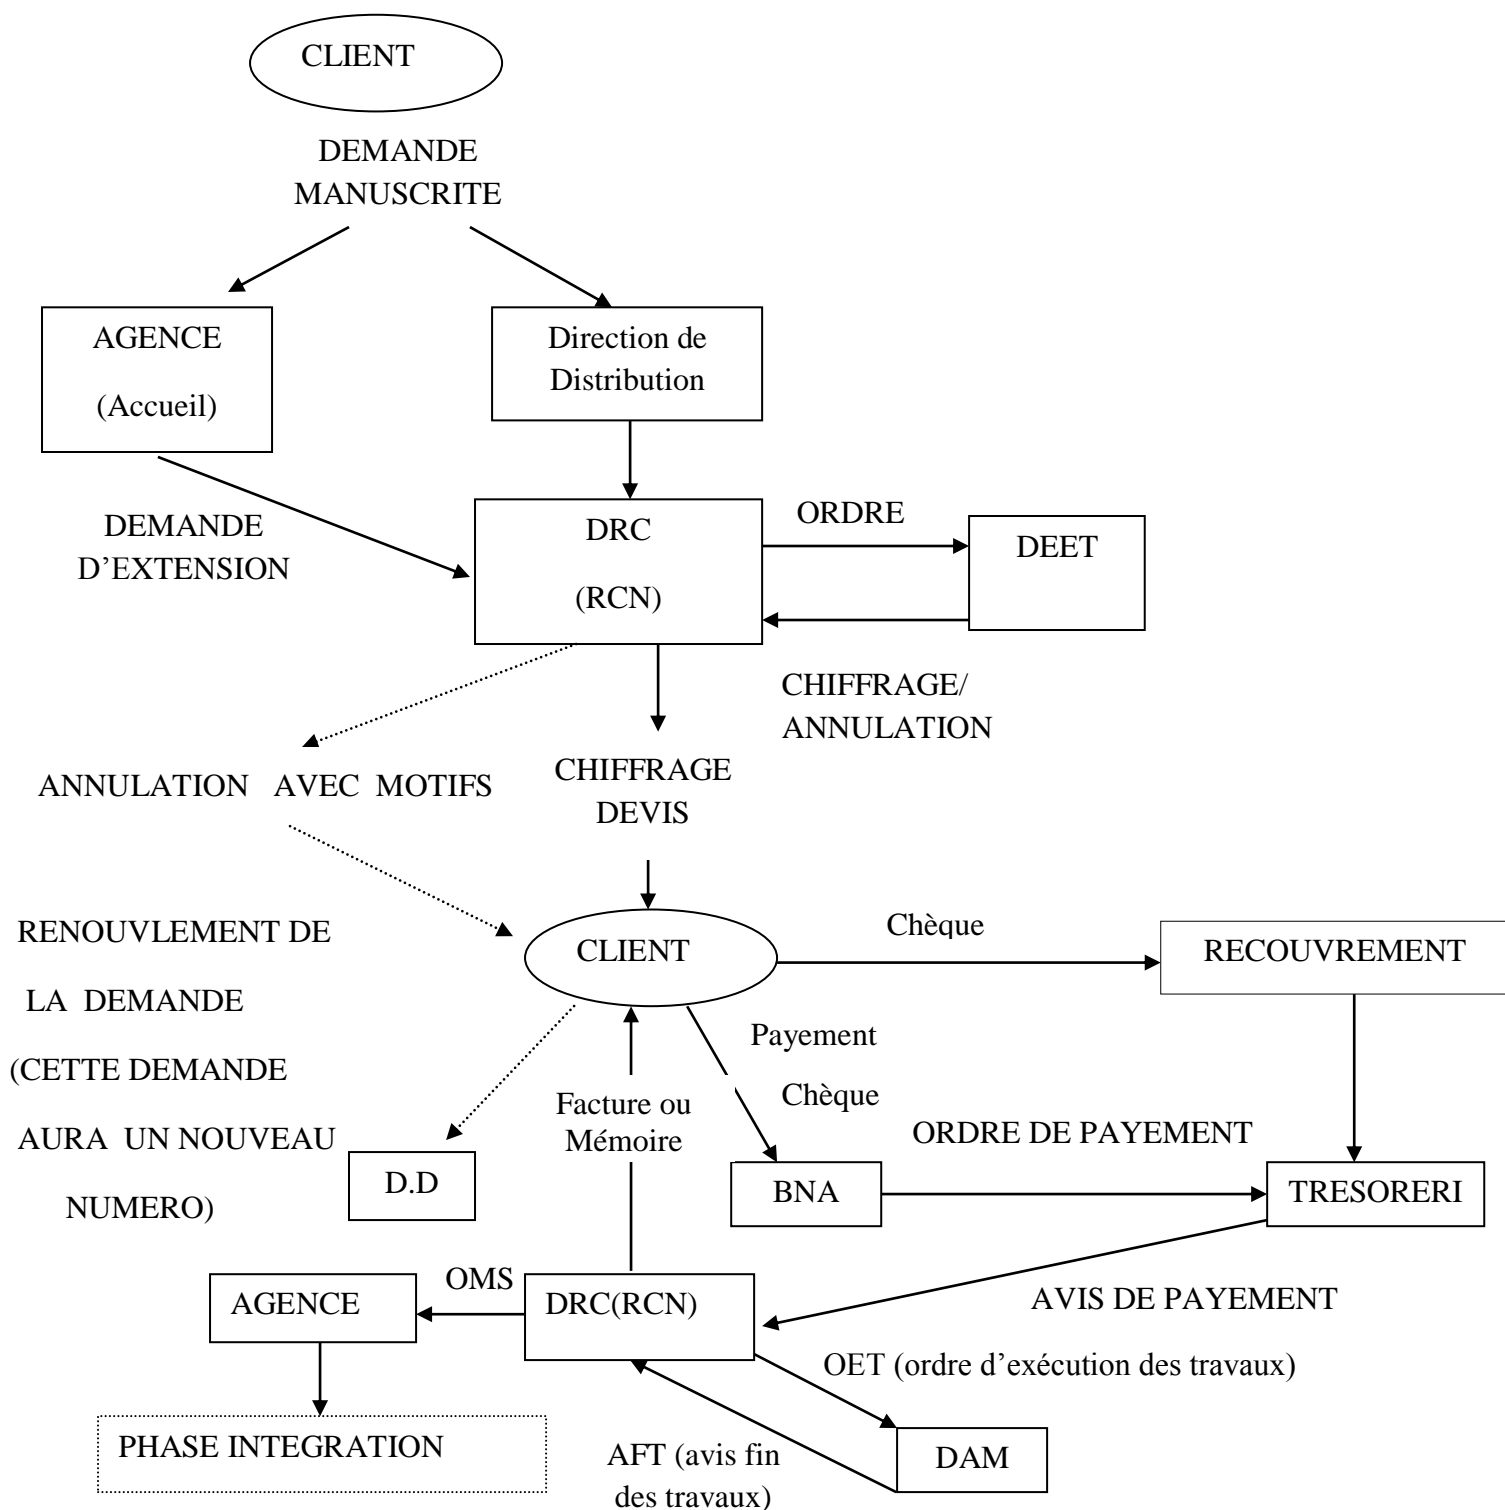 CLIENT
DEMANDE
MANUSCRITE
AGENCE
(Accueil)
Direction de
Distribution
DEMANDE
D’EXTENSION
DRC
(RCN)
ORDRE
DEET
CHIFFRAGE/
ANNULATION
ANNULATION AVEC MOTIFS
CHIFFRAGE
DEVIS
RENOUVLEMENT DE
LA DEMANDE
(CETTE DEMANDE
AURA UN NOUVEAU
NUMERO)
CLIENT
Chèque
RECOUVREMENT
Payement
Chèque
Facture ou
Mémoire
D.D
BNA
ORDRE DE PAYEMENT
TRESORERI
AGENCE
OMS
DRC(RCN)
AVIS DE PAYEMENT
OET (ordre d’exécution des travaux)
PHASE INTEGRATION
AFT (avis fin
des travaux)
DAM